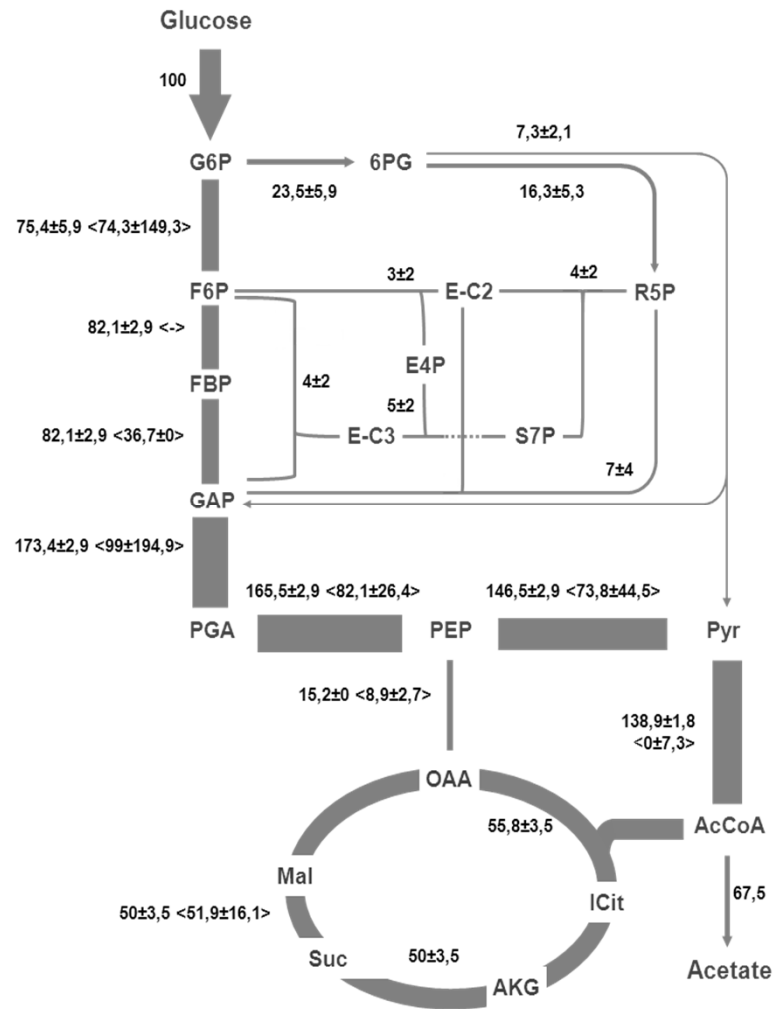 Glucose
100
7,3±2,1
G6P
6PG
23,5±5,9
16,3±5,3
75,4±5,9 <74,3±149,3>
3±2
4±2
F6P
E-C2
R5P
82,1±2,9 <->
E4P
FBP
4±2
5±2
82,1±2,9 <36,7±0>
E-C3
S7P
7±4
GAP
173,4±2,9 <99±194,9>
165,5±2,9 <82,1±26,4>
146,5±2,9 <73,8±44,5>
PGA
PEP
Pyr
15,2±0 <8,9±2,7>
138,9±1,8
<0±7,3>
OAA
55,8±3,5
AcCoA
Mal
67,5
ICit
50±3,5 <51,9±16,1>
Suc
50±3,5
AKG
Acetate